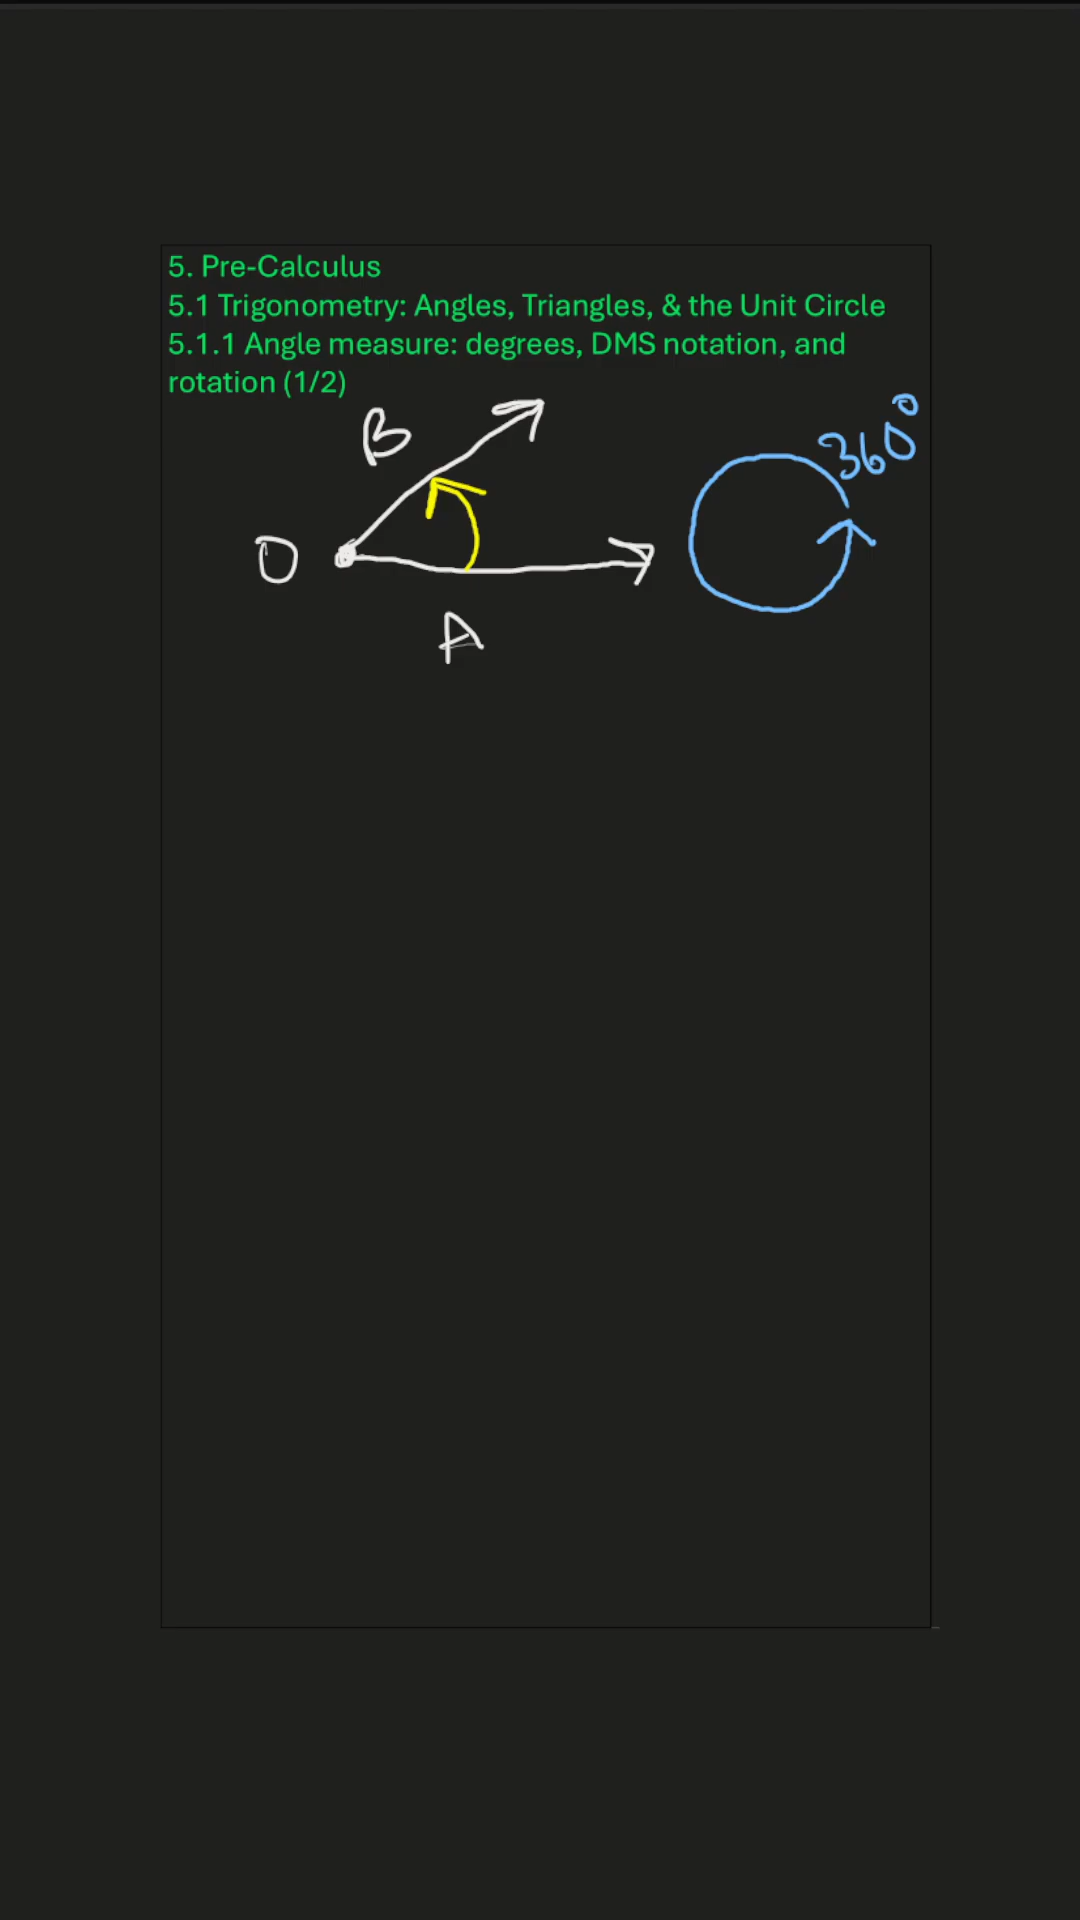 5. Pre-Calculus
5.1 Trigonometry: Angles, Triangles, & the Unit Circle
5.1.1 Angle measure: degrees, DMS notation, and
rotation (1/2)
B
360°
O
A